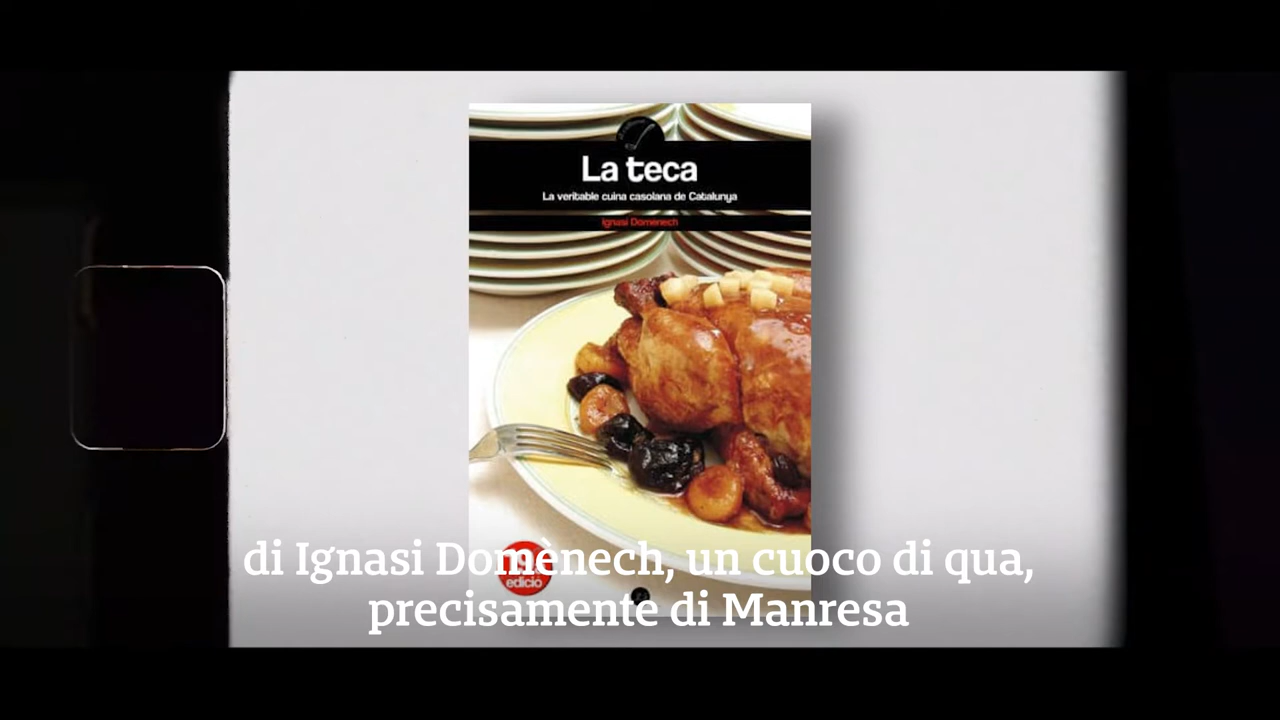 La teca
La veritable cuina casolana de Catalunya
Ignasi Domènech
di Ignasi Domènech, un cuoco di qua,
edició
precisamente di Manresa